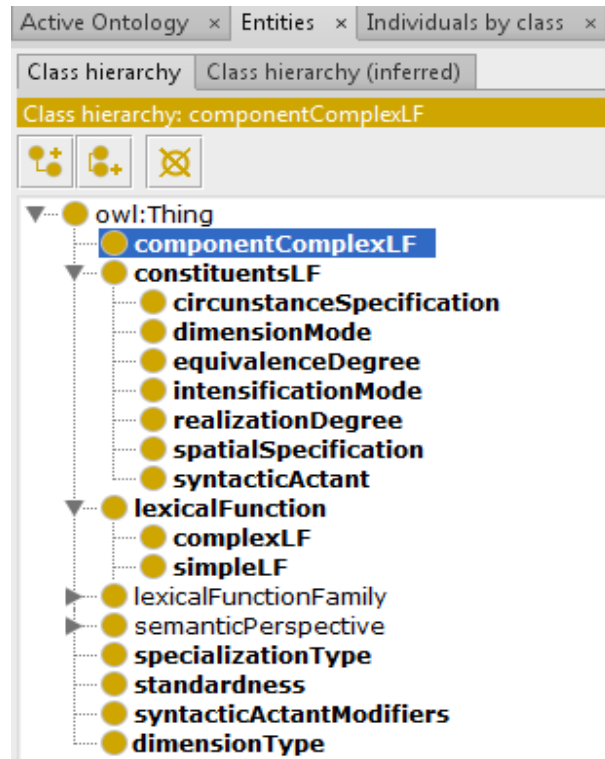 Active Ontology × Entities × Individuals by class ×
Class hierarchy Class hierarchy (inferred)
Class hierarchy: componentComplexLF
owl:Thing
componentComplexLF
constituentsLF
circunstanceSpecification
dimensionMode
equivalenceDegree
intensificationMode
realizationDegree
spatialSpecification
syntacticActant
lexicalFunction
complexLF
simpleLF
lexicalFunctionFamily
semanticPerspective
specializationType
standardness
syntacticActantModifiers
dimensionType